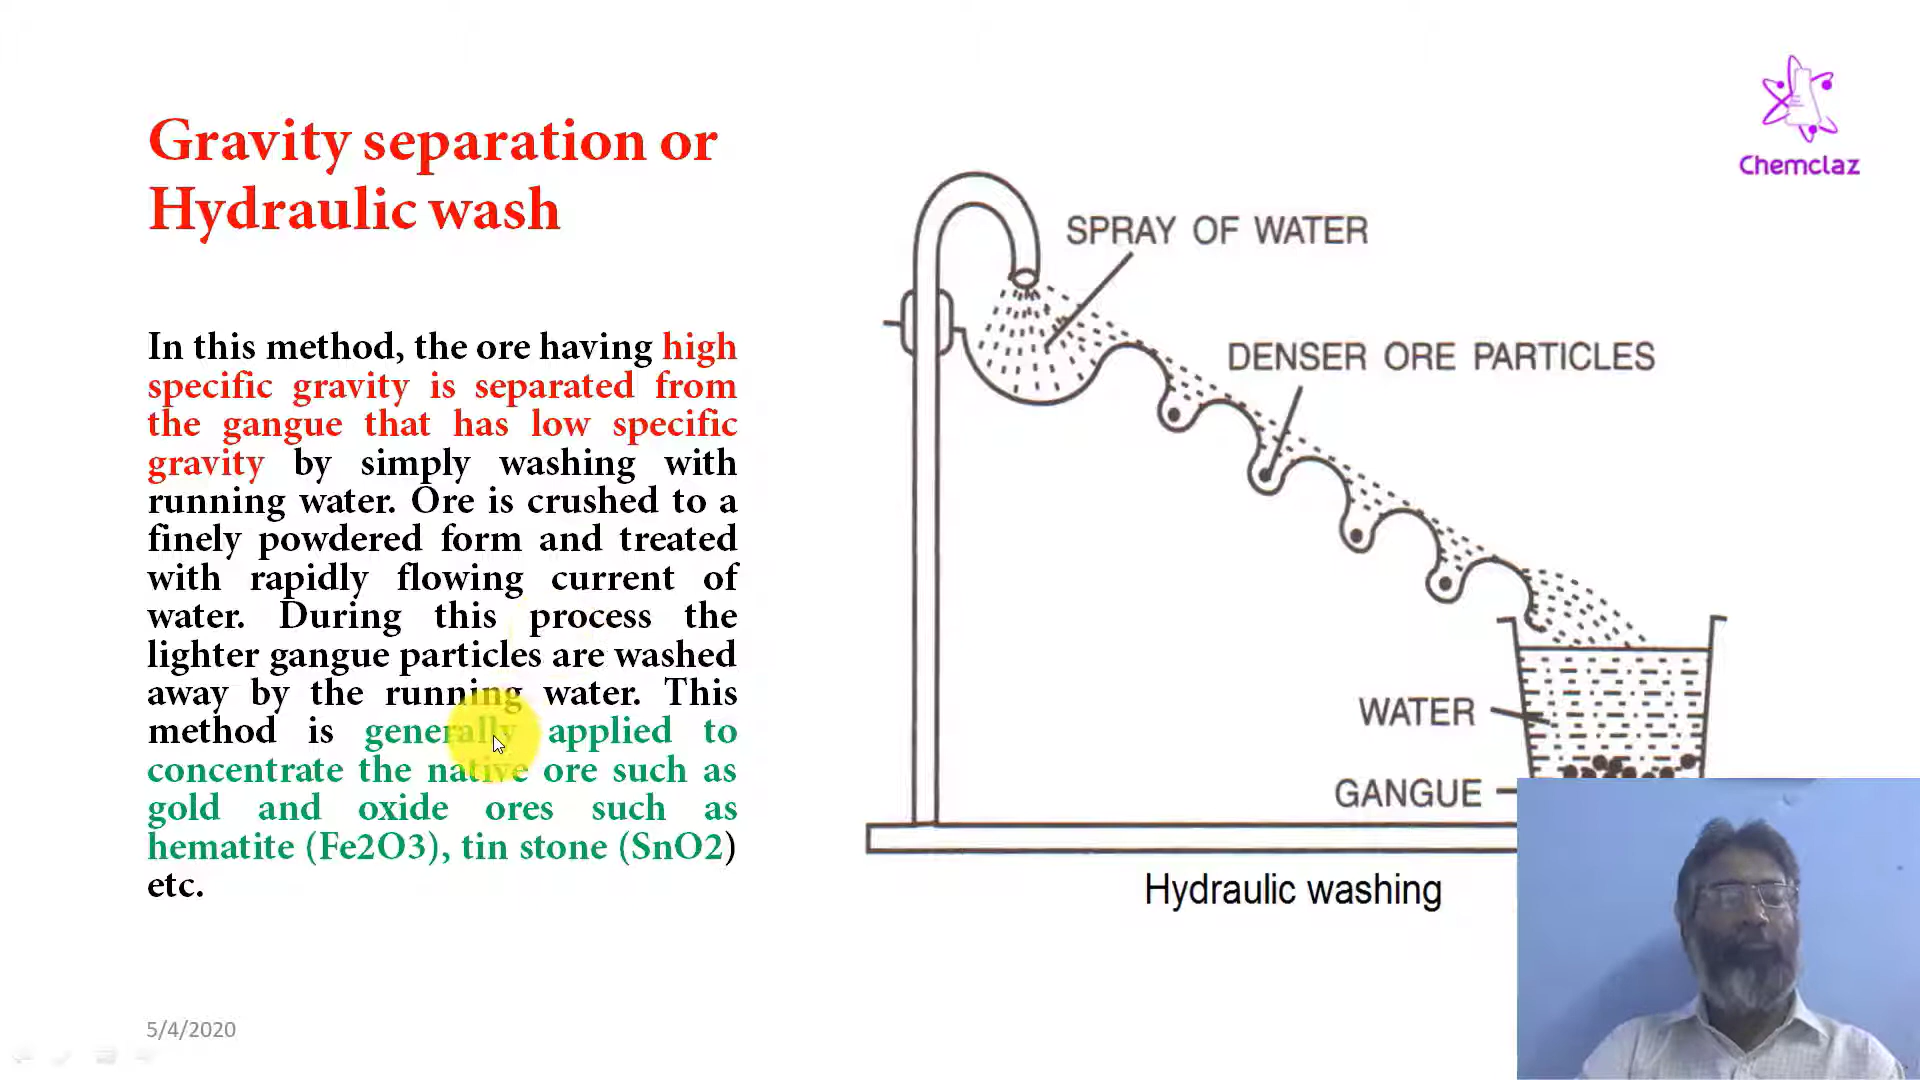 Gravity separation or
Hydraulic wash
In this method, the ore having high
specific gravity is separated from
the gangue that has low specific
gravity by simply washing with
running water. Ore is crushed to a
finely powdered form and treated
with rapidly flowing current of
water. During this process the
lighter gangue particles are washed
away by the running water. This
method is generally applied to
concentrate the native ore such as
gold and oxide ores such as
hematite (Fe2O3), tin stone (SnO2)
etc.
Chemclaz
SPRAY OF WATER
DENSER ORE PARTICLES
WATER
GANGUE
Hydraulic washing
5/4/2020